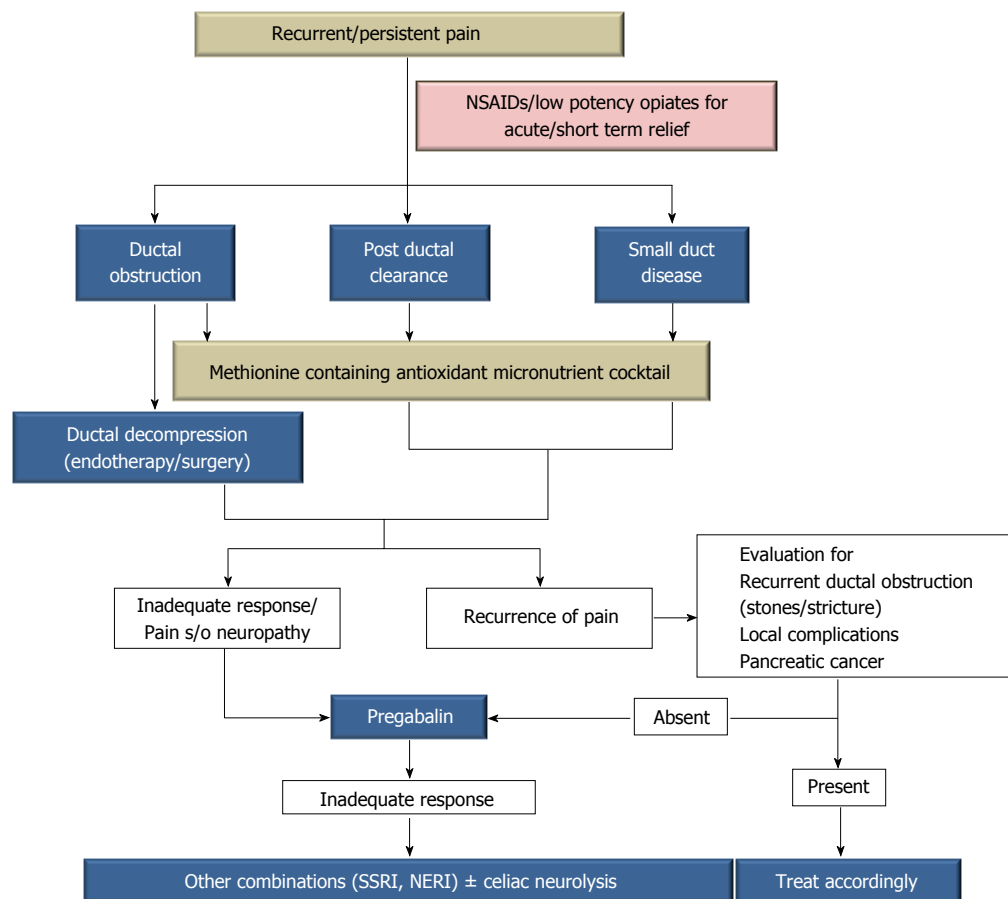 Recurrent/persistent pain
NSAIDs/low potency opiates for
acute/short term relief
Ductal
obstruction
Post ductal
clearance
Small duct
disease
Methionine containing antioxidant micronutrient cocktail
Ductal decompression
(endotherapy/surgery)
Inadequate response/
Pain s/o neuropathy
Recurrence of pain
Evaluation for
Recurrent ductal obstruction
(stones/stricture)
Local complications
Pancreatic cancer
Pregabalin
Absent
Inadequate response
Present
Other combinations (SSRI, NERI) ± celiac neurolysis
Treat accordingly